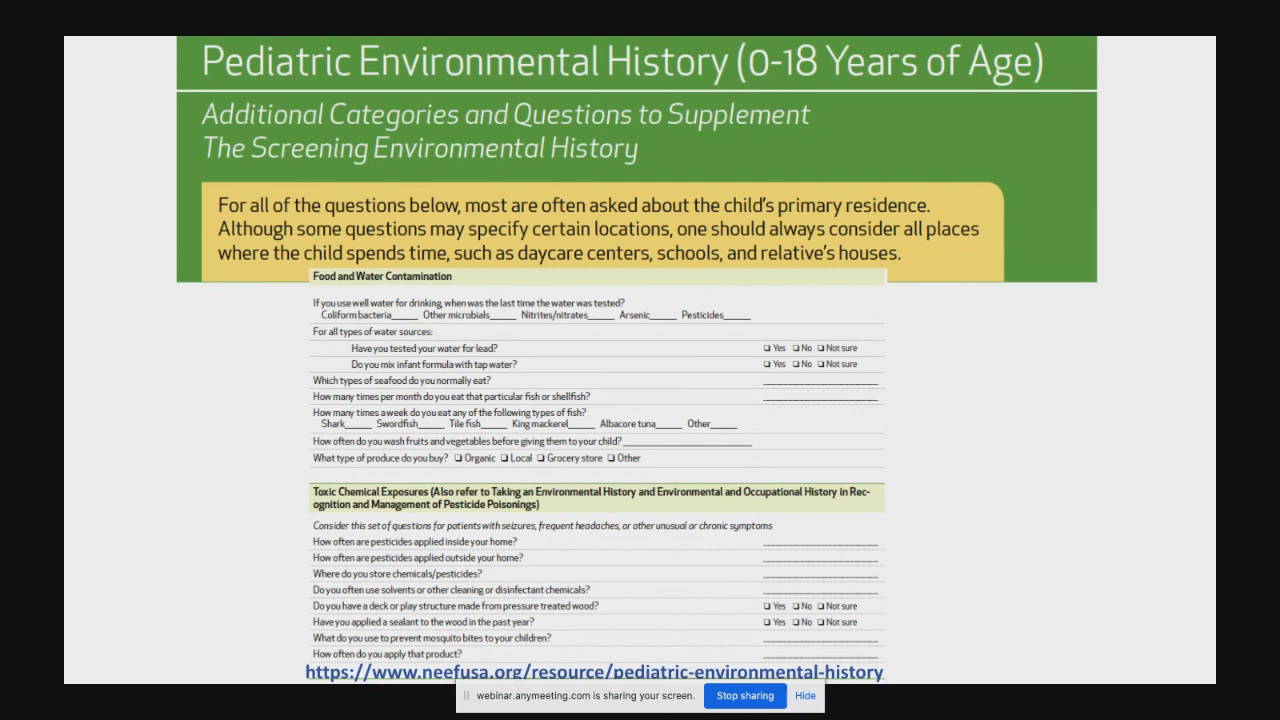 Pediatric Environmental History (0-18 Years of Age)
Additional Categories and Questions to Supplement
The Screening Environmental History
For all of the questions below, most are often asked about the child's primary residence.
Although some questions may specify certain locations, one should always consider all places
where the child spends time, such as daycare centers, schools, and relative's houses.
Food and Water Contamination
If you use well water for drinking, when was the last time the water was tested?
Coliform bacteria_____ Other microbials_____ Nitrites/nitrates_____ Arsenic_____ Pesticides_____
For all types of water sources:
Have you tested your water for lead? ❑ Yes ❑ No ❑ Not sure
Do you mix infant formula with tap water? ❑ Yes ❑ No ❑ Not sure
Which types of seafood do you normally eat? _____________________
How many times per month do you eat that particular fish or shellfish? _____________________
How many times a week do you eat any of the following types of fish?
Shark_____ Swordfish_____ Tile fish_____ King mackerel_____ Albacore tuna_____ Other_____
How often do you wash fruits and vegetables before giving them to your child?_____________________
What type of produce do you buy? ❑ Organic ❑ Local ❑ Grocery store ❑ Other
Toxic Chemical Exposures (Also refer to Taking an Environmental History and Environmental and Occupational History in Rec-
ognition and Management of Pesticide Poisonings)
Consider this set of questions for patients with seizures, frequent headaches, or other unusual or chronic symptoms
How often are pesticides applied inside your home? _____________________
How often are pesticides applied outside your home? _____________________
Where do you store chemicals/pesticides? _____________________
Do you often use solvents or other cleaning or disinfectant chemicals? _____________________
Do you have a deck or play structure made from pressure treated wood? ❑ Yes ❑ No ❑ Not sure
Have you applied a sealant to the wood in the past year? ❑ Yes ❑ No ❑ Not sure
What do you use to prevent mosquito bites to your children? _____________________
How often do you apply that product? _____________________
https://www.neefusa.org/resource/pediatric-environmental-history
webinar.anymeeting.com is sharing your screen. Stop sharing Hide